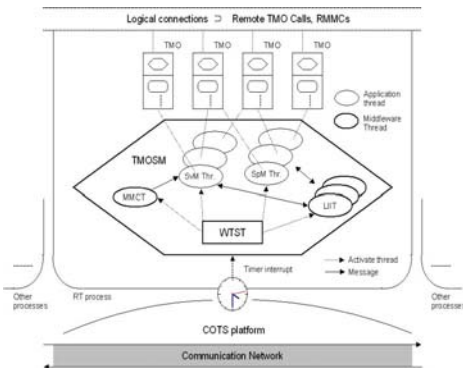 Logical connections ⊃ Remote TMO Calls, RMMCs
TMO
TMO
TMO
TMO
Application
thread
Middleware
Thread
TMOSM
SvM Thr.
SpM Thr.
MMCT
LIIT
WTST
Activate thread
Message
Timer interrupt
Other
processes
RT process
Other
processes
COTS platform
Communication Network